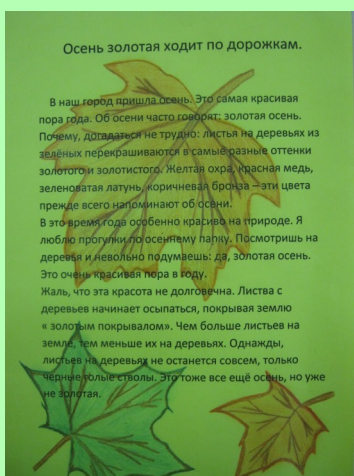 Осень золотая ходит по дорожкам.
В наш город пришла осень. Это самая красивая
пора года. Об осени часто говорят: золотая осень.
Почему, догадаться не трудно: листья на деревьях из
зелёных перекрашиваются в самые разные оттенки
золотого и золотистого. Желтая охра, красная медь,
зеленоватая латунь, коричневая бронза – эти цвета
прежде всего напоминают об осени.
В это время года особенно красиво на природе. Я
люблю прогулки по осеннему парку. Посмотришь на
деревья и невольно подумаешь: да, золотая осень.
Это очень красивая пора в году.
Жаль, что эта красота не долговечна. Листва с
деревьев начинает осыпаться, покрывая землю
« золотым покрывалом». Чем больше листьев на
земле, тем меньше их на деревьях. Однажды,
листьев на деревьях не останется совсем, только
чёрные голые стволы. Это тоже все ещё осень, но уже
не золотая.